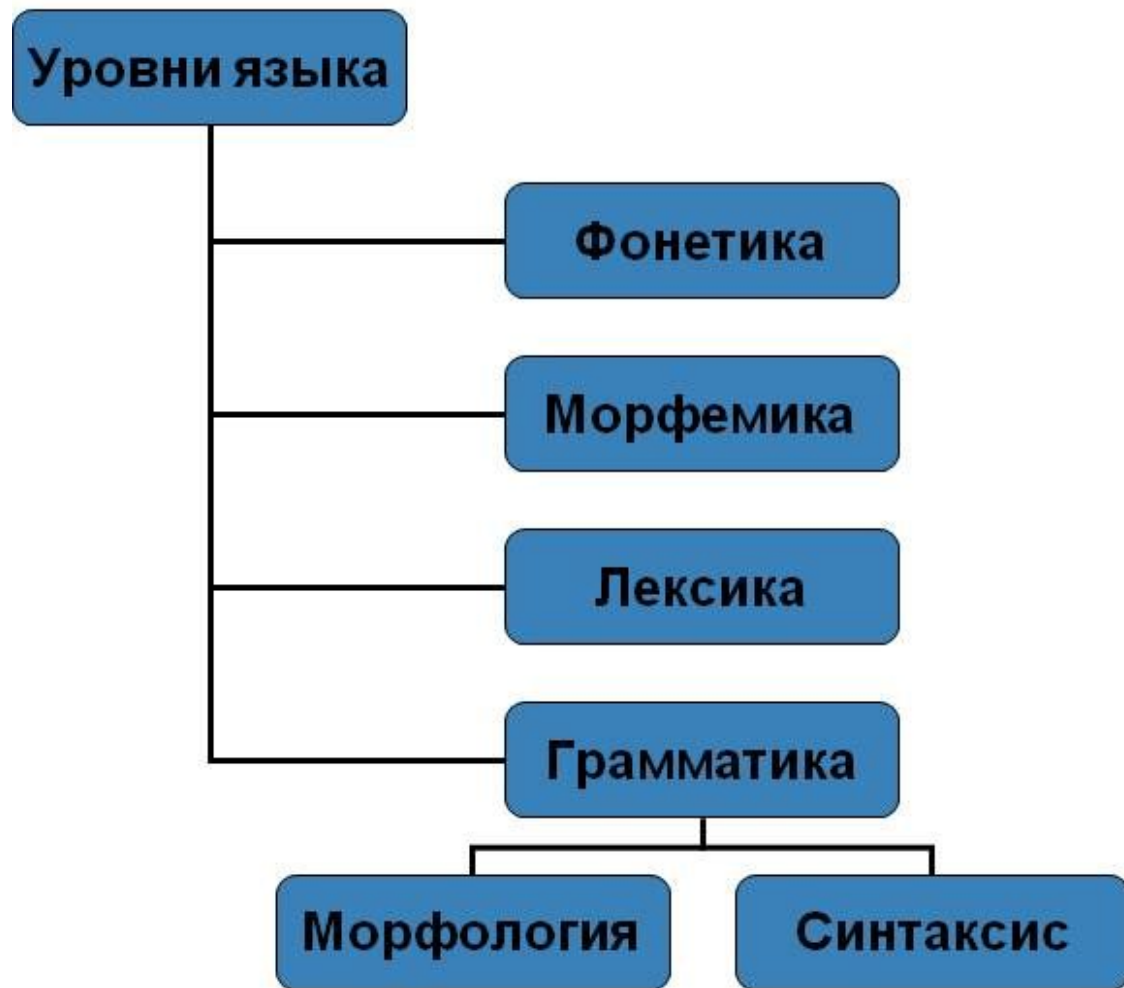 Уровни языка
Фонетика
Морфемика
Лексика
Грамматика
Морфология
Синтаксис